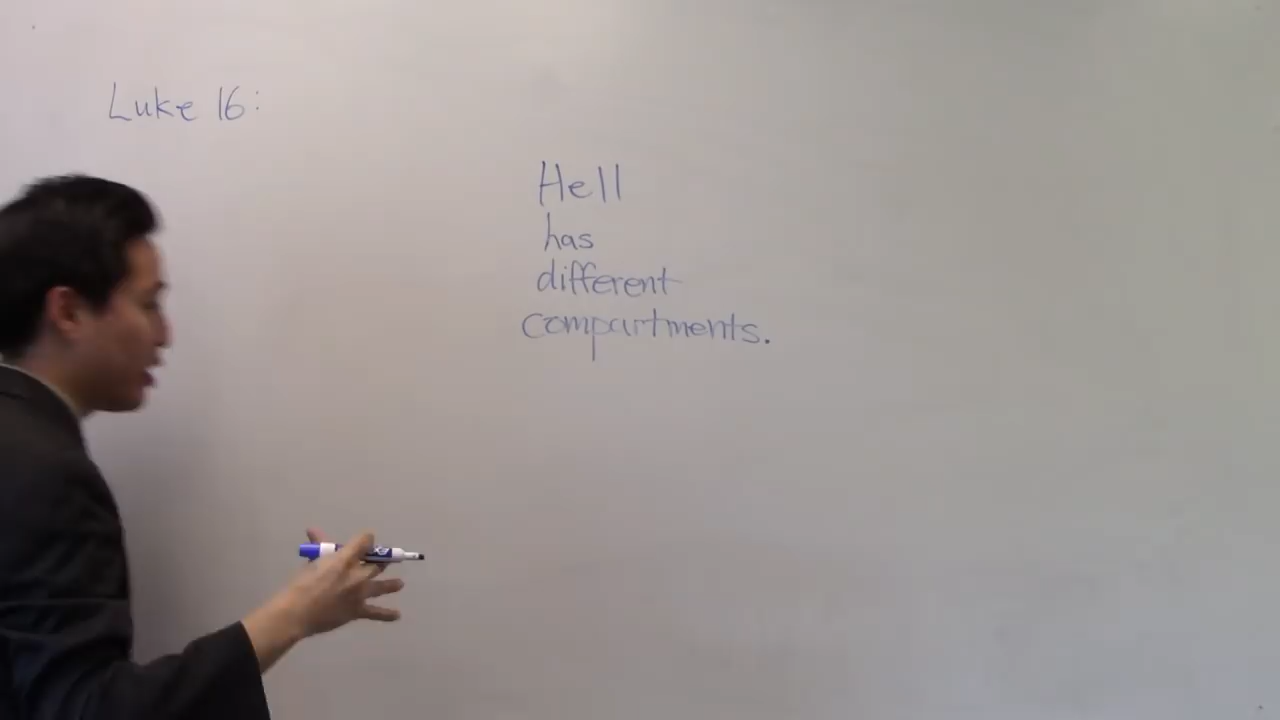 Luke 16:
Hell
has
different
compartments.